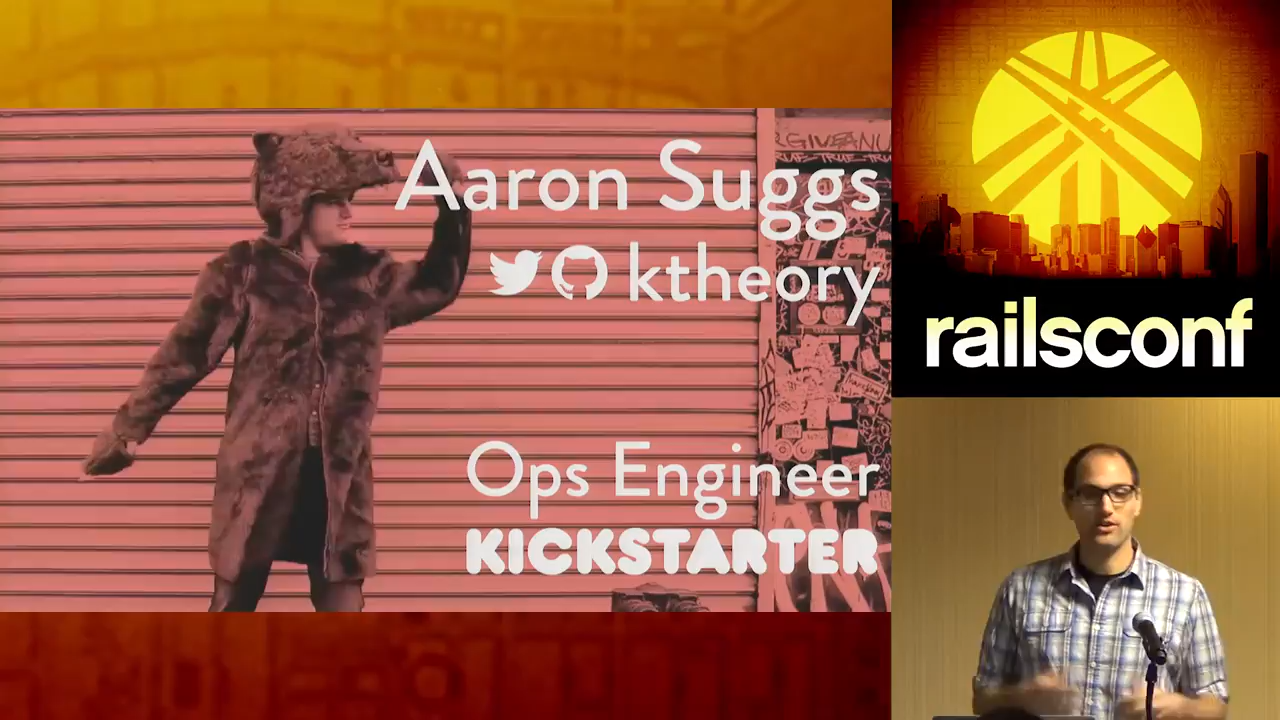 Aaron Suggs
ktheory
Ops Engineer
KICKSTARTER
railsconf